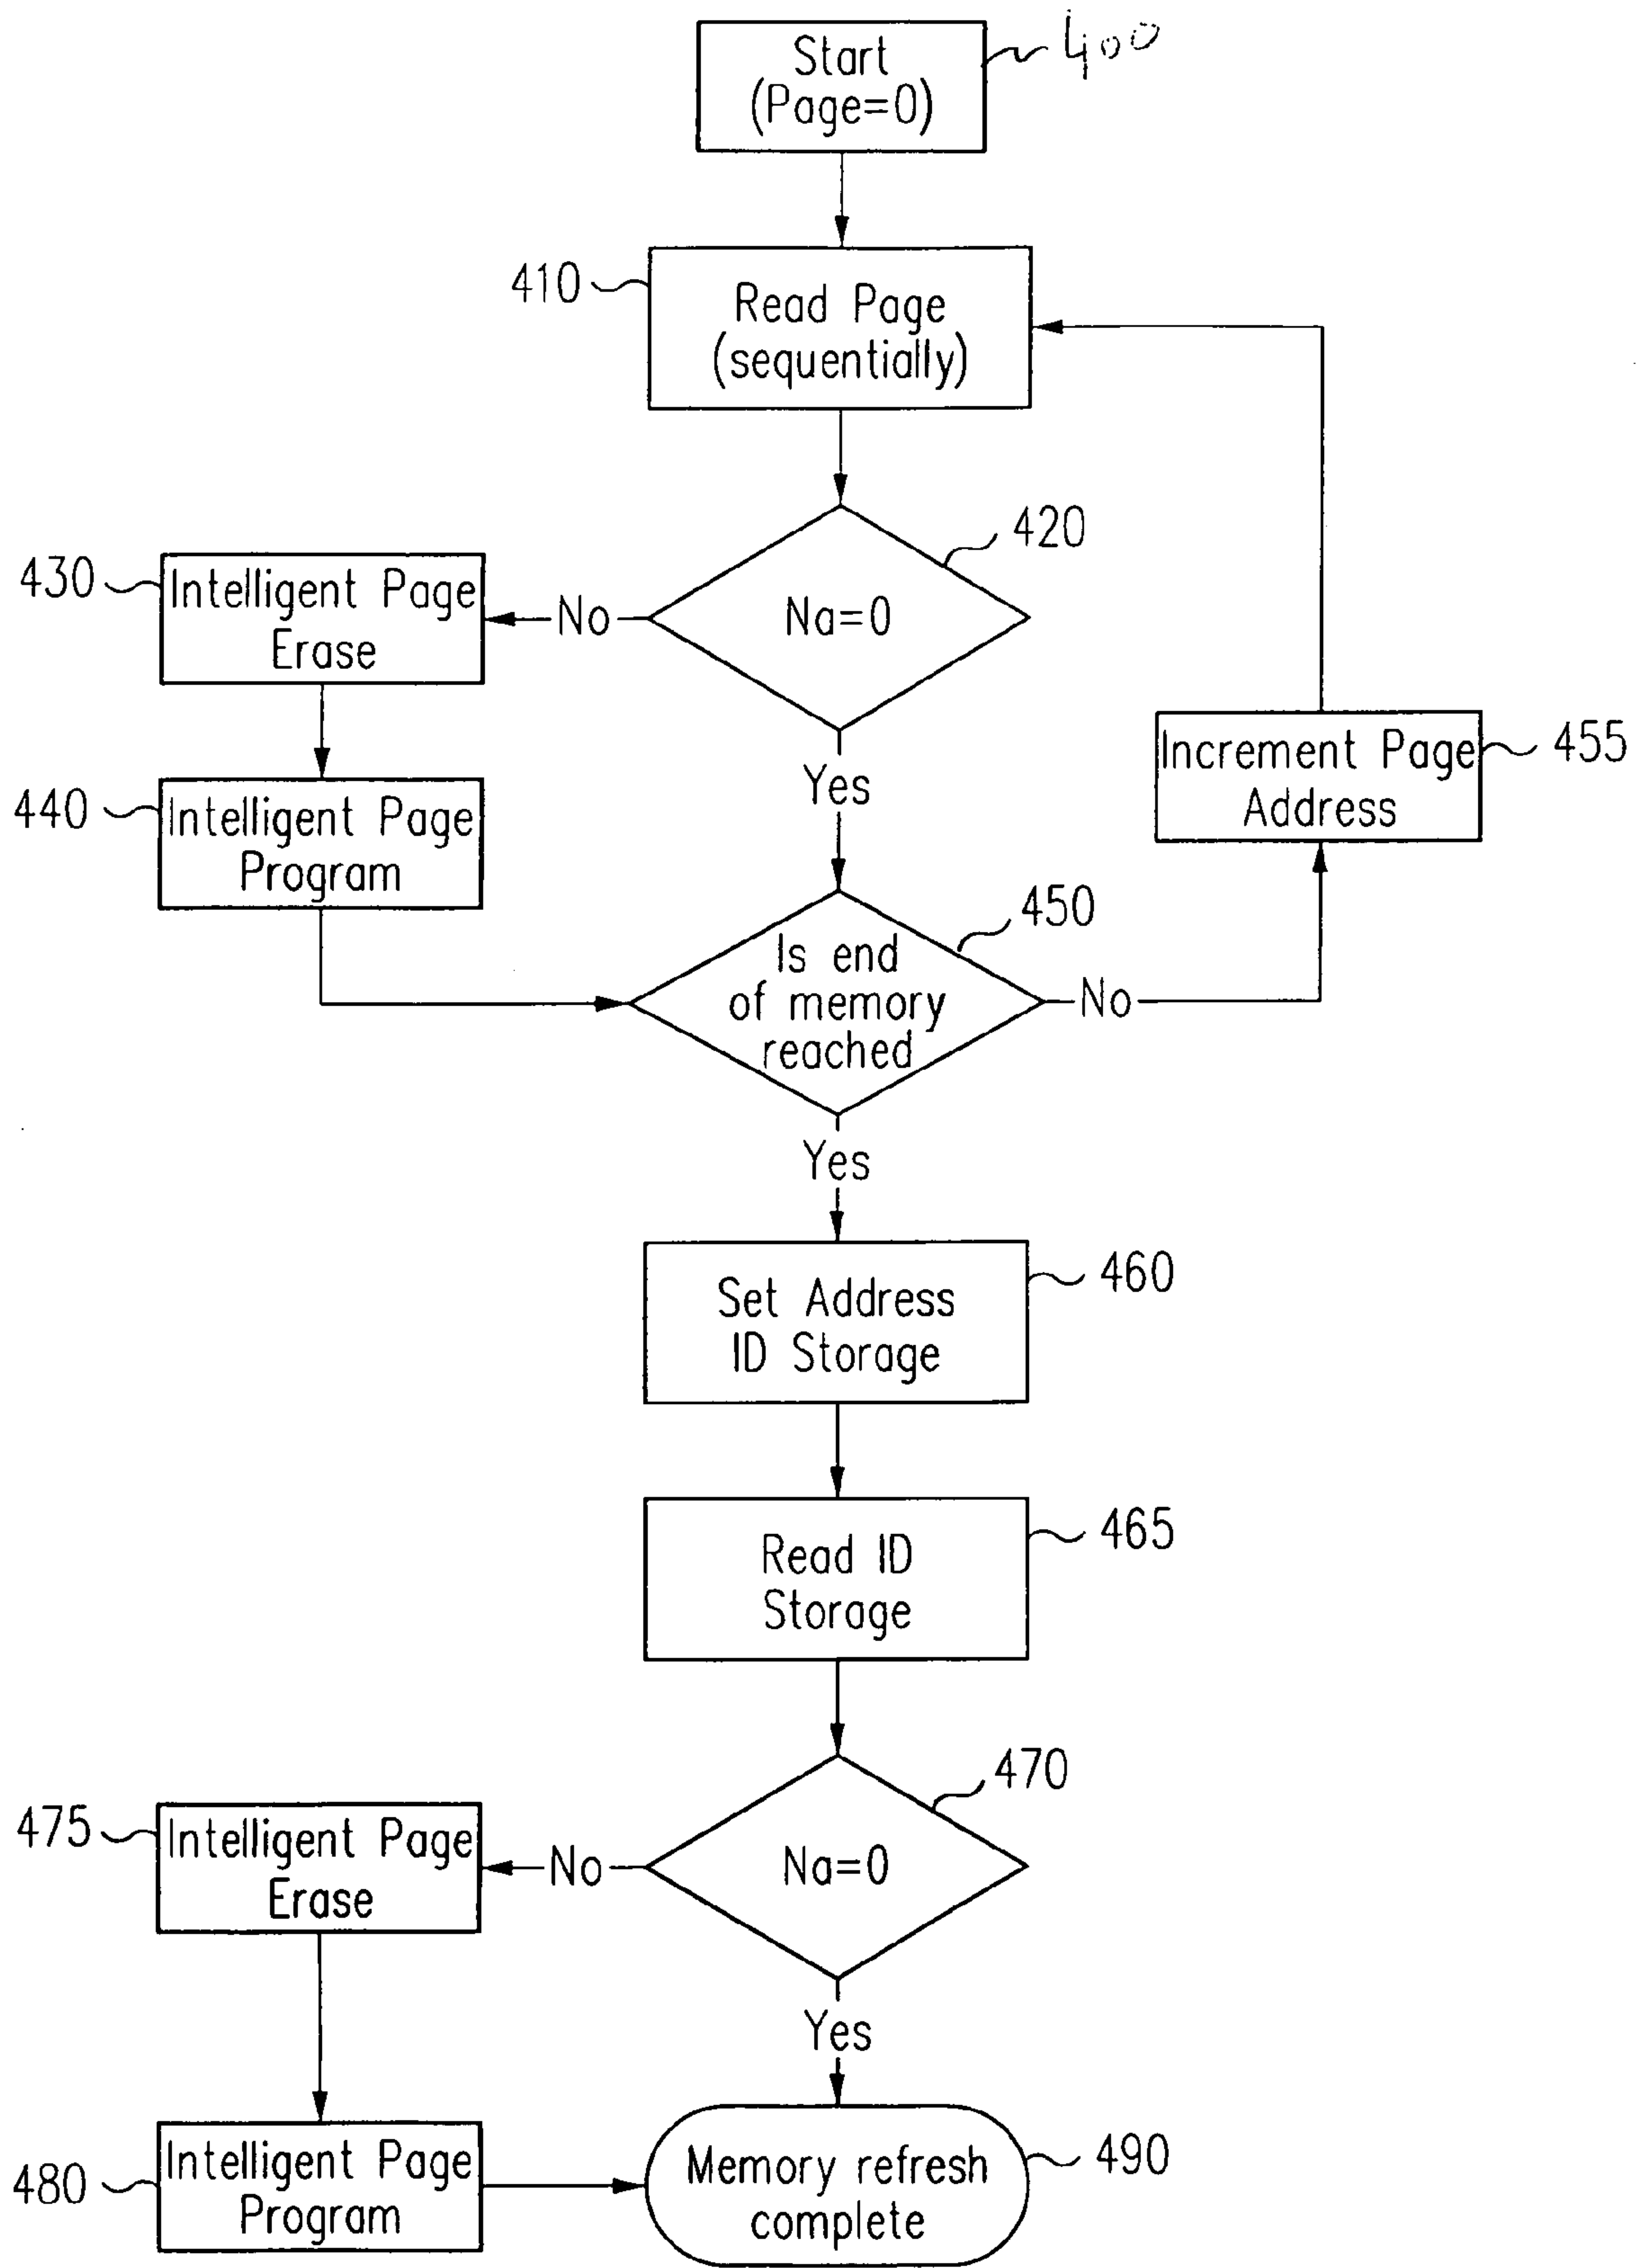 Start
(Page=0)
400
410
Read Page
(sequentially)
420
Na=0
430
Intelligent Page
Erase
No
Yes
440
Intelligent Page
Program
Increment Page
Address
455
450
Is end
of memory
reached
No
Yes
460
Set Address
ID Storage
465
Read ID
Storage
470
Na=0
475
Intelligent Page
Erase
No
Yes
480
Intelligent Page
Program
Memory refresh
complete
490